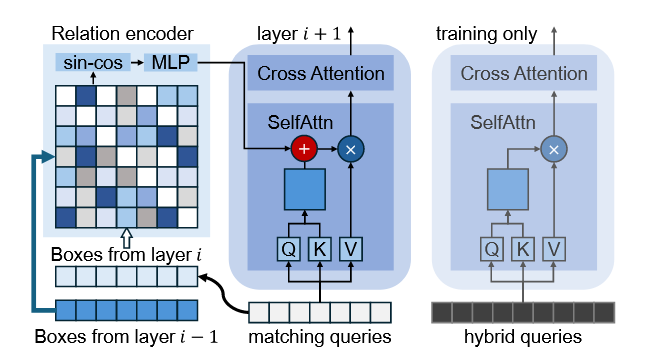 Relation encoder
sin-cos
MLP
Boxes from layer i
Boxes from layer i − 1
layer i + 1
Cross Attention
SelfAttn
+
×
Q
K
V
matching queries
training only
Cross Attention
SelfAttn
×
Q
K
V
hybrid queries